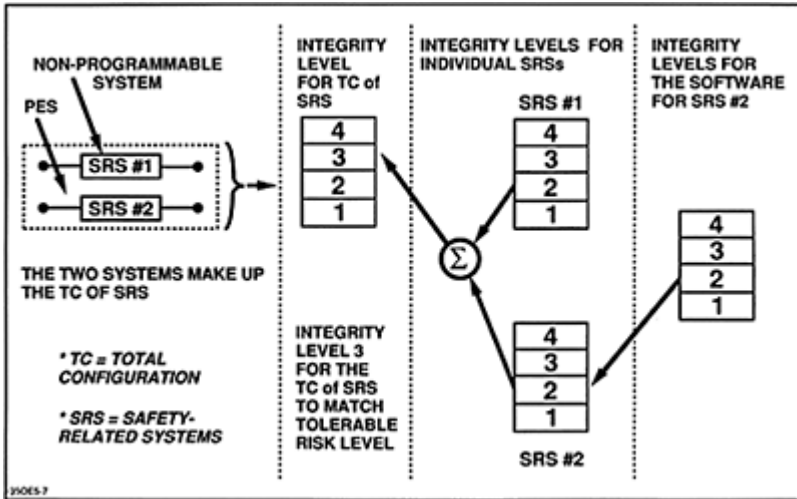 NON-PROGRAMMABLE
SYSTEM
PES
SRS #1
SRS #2
THE TWO SYSTEMS MAKE UP
THE TC OF SRS
* TC = TOTAL
CONFIGURATION
* SRS = SAFETY-
RELATED SYSTEMS
INTEGRITY
LEVEL
FOR TC of
SRS
4
3
2
1
INTEGRITY
LEVEL 3
FOR THE
TC of SRS
TO MATCH
TOLERABLE
RISK LEVEL
INTEGRITY LEVELS FOR
INDIVIDUAL SRSs
SRS #1
4
3
2
1
Σ
4
3
2
1
SRS #2
INTEGRITY
LEVELS FOR
THE SOFTWARE
FOR SRS #2
4
3
2
1